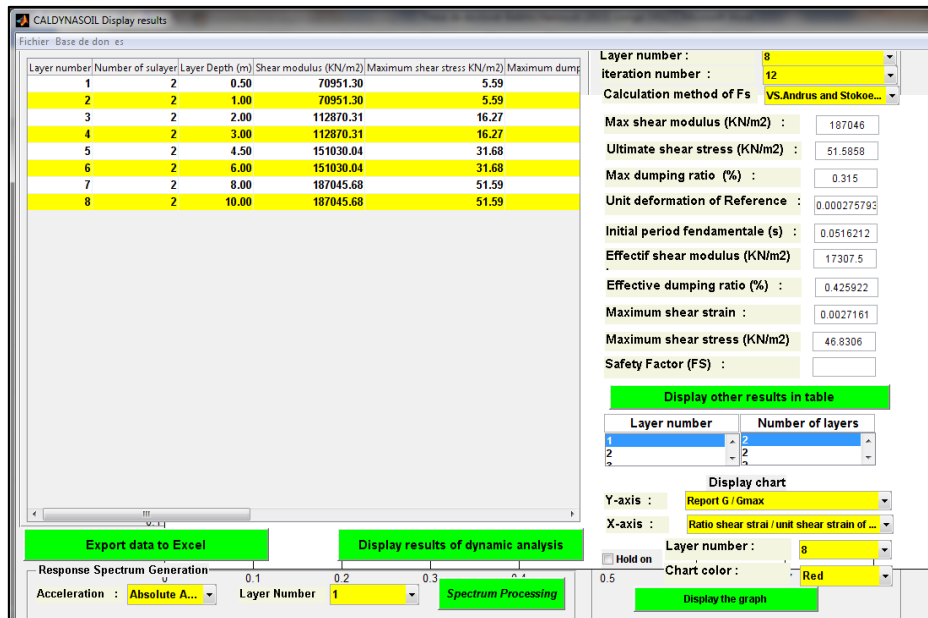 CALDYNASOIL Display results
Fichier Base de don es
Layer number Number of sulayer Layer Depth (m) Shear modulus (KN/m2) Maximum shear stress KN/m2) Maximum dump
1 2 0.50 70951.30 5.59
2 2 1.00 70951.30 5.59
3 2 2.00 112870.31 16.27
4 2 3.00 112870.31 16.27
5 2 4.50 151030.04 31.68
6 2 6.00 151030.04 31.68
7 2 8.00 187045.68 51.59
8 2 10.00 187045.68 51.59
Layer number : 8
iteration number : 12
Calculation method of Fs VS.Andrus and Stokoe...
Max shear modulus (KN/m2) : 187046
Ultimate shear stress (KN/m2) : 51.5858
Max dumping ratio (%) : 0.315
Unit deformation of Reference : 0.000275793
Initial period fendamentale (s) : 0.0516212
Effectif shear modulus (KN/m2) : 17307.5
Effective dumping ratio (%) : 0.425922
Maximum shear strain : 0.0027161
Maximum shear stress (KN/m2) 46.8306
Safety Factor (FS) :
Display other results in table
Layer number Number of layers
1 2
2 2
Display chart
Y-axis : Report G / Gmax
X-axis : Ratio shear strai / unit shear strain of ...
Hold on
Layer number : 8
Chart color : Red
Display the graph
Export data to Excel
Display results of dynamic analysis
0 0.1 0.2 0.3 0.4 0.5
Response Spectrum Generation
Acceleration : Absolute A... Layer Number 1 Spectrum Processing